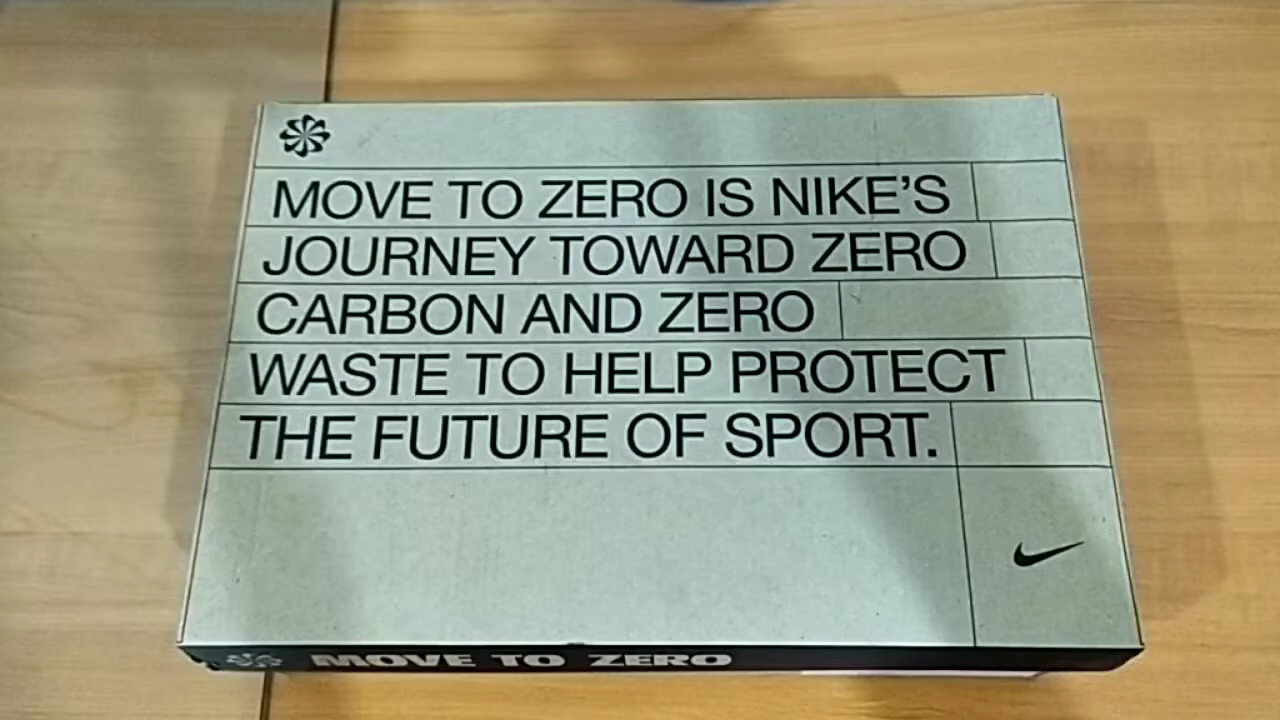 MOVE TO ZERO IS NIKE’S
JOURNEY TOWARD ZERO
CARBON AND ZERO
WASTE TO HELP PROTECT
THE FUTURE OF SPORT.
MOVE TO ZERO